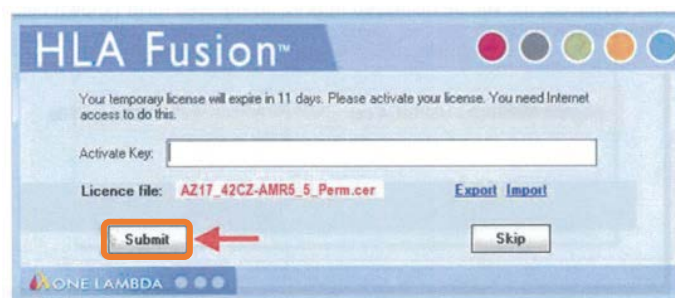 HLA Fusion™
Your temporary license will expire in 11 days. Please activate your license. You need Internet
access to do this.
Activate Key:
Licence file: AZ17_42CZ-AMR5_5_Perm.cer Export Import
Submit Skip
ONE LAMBDA